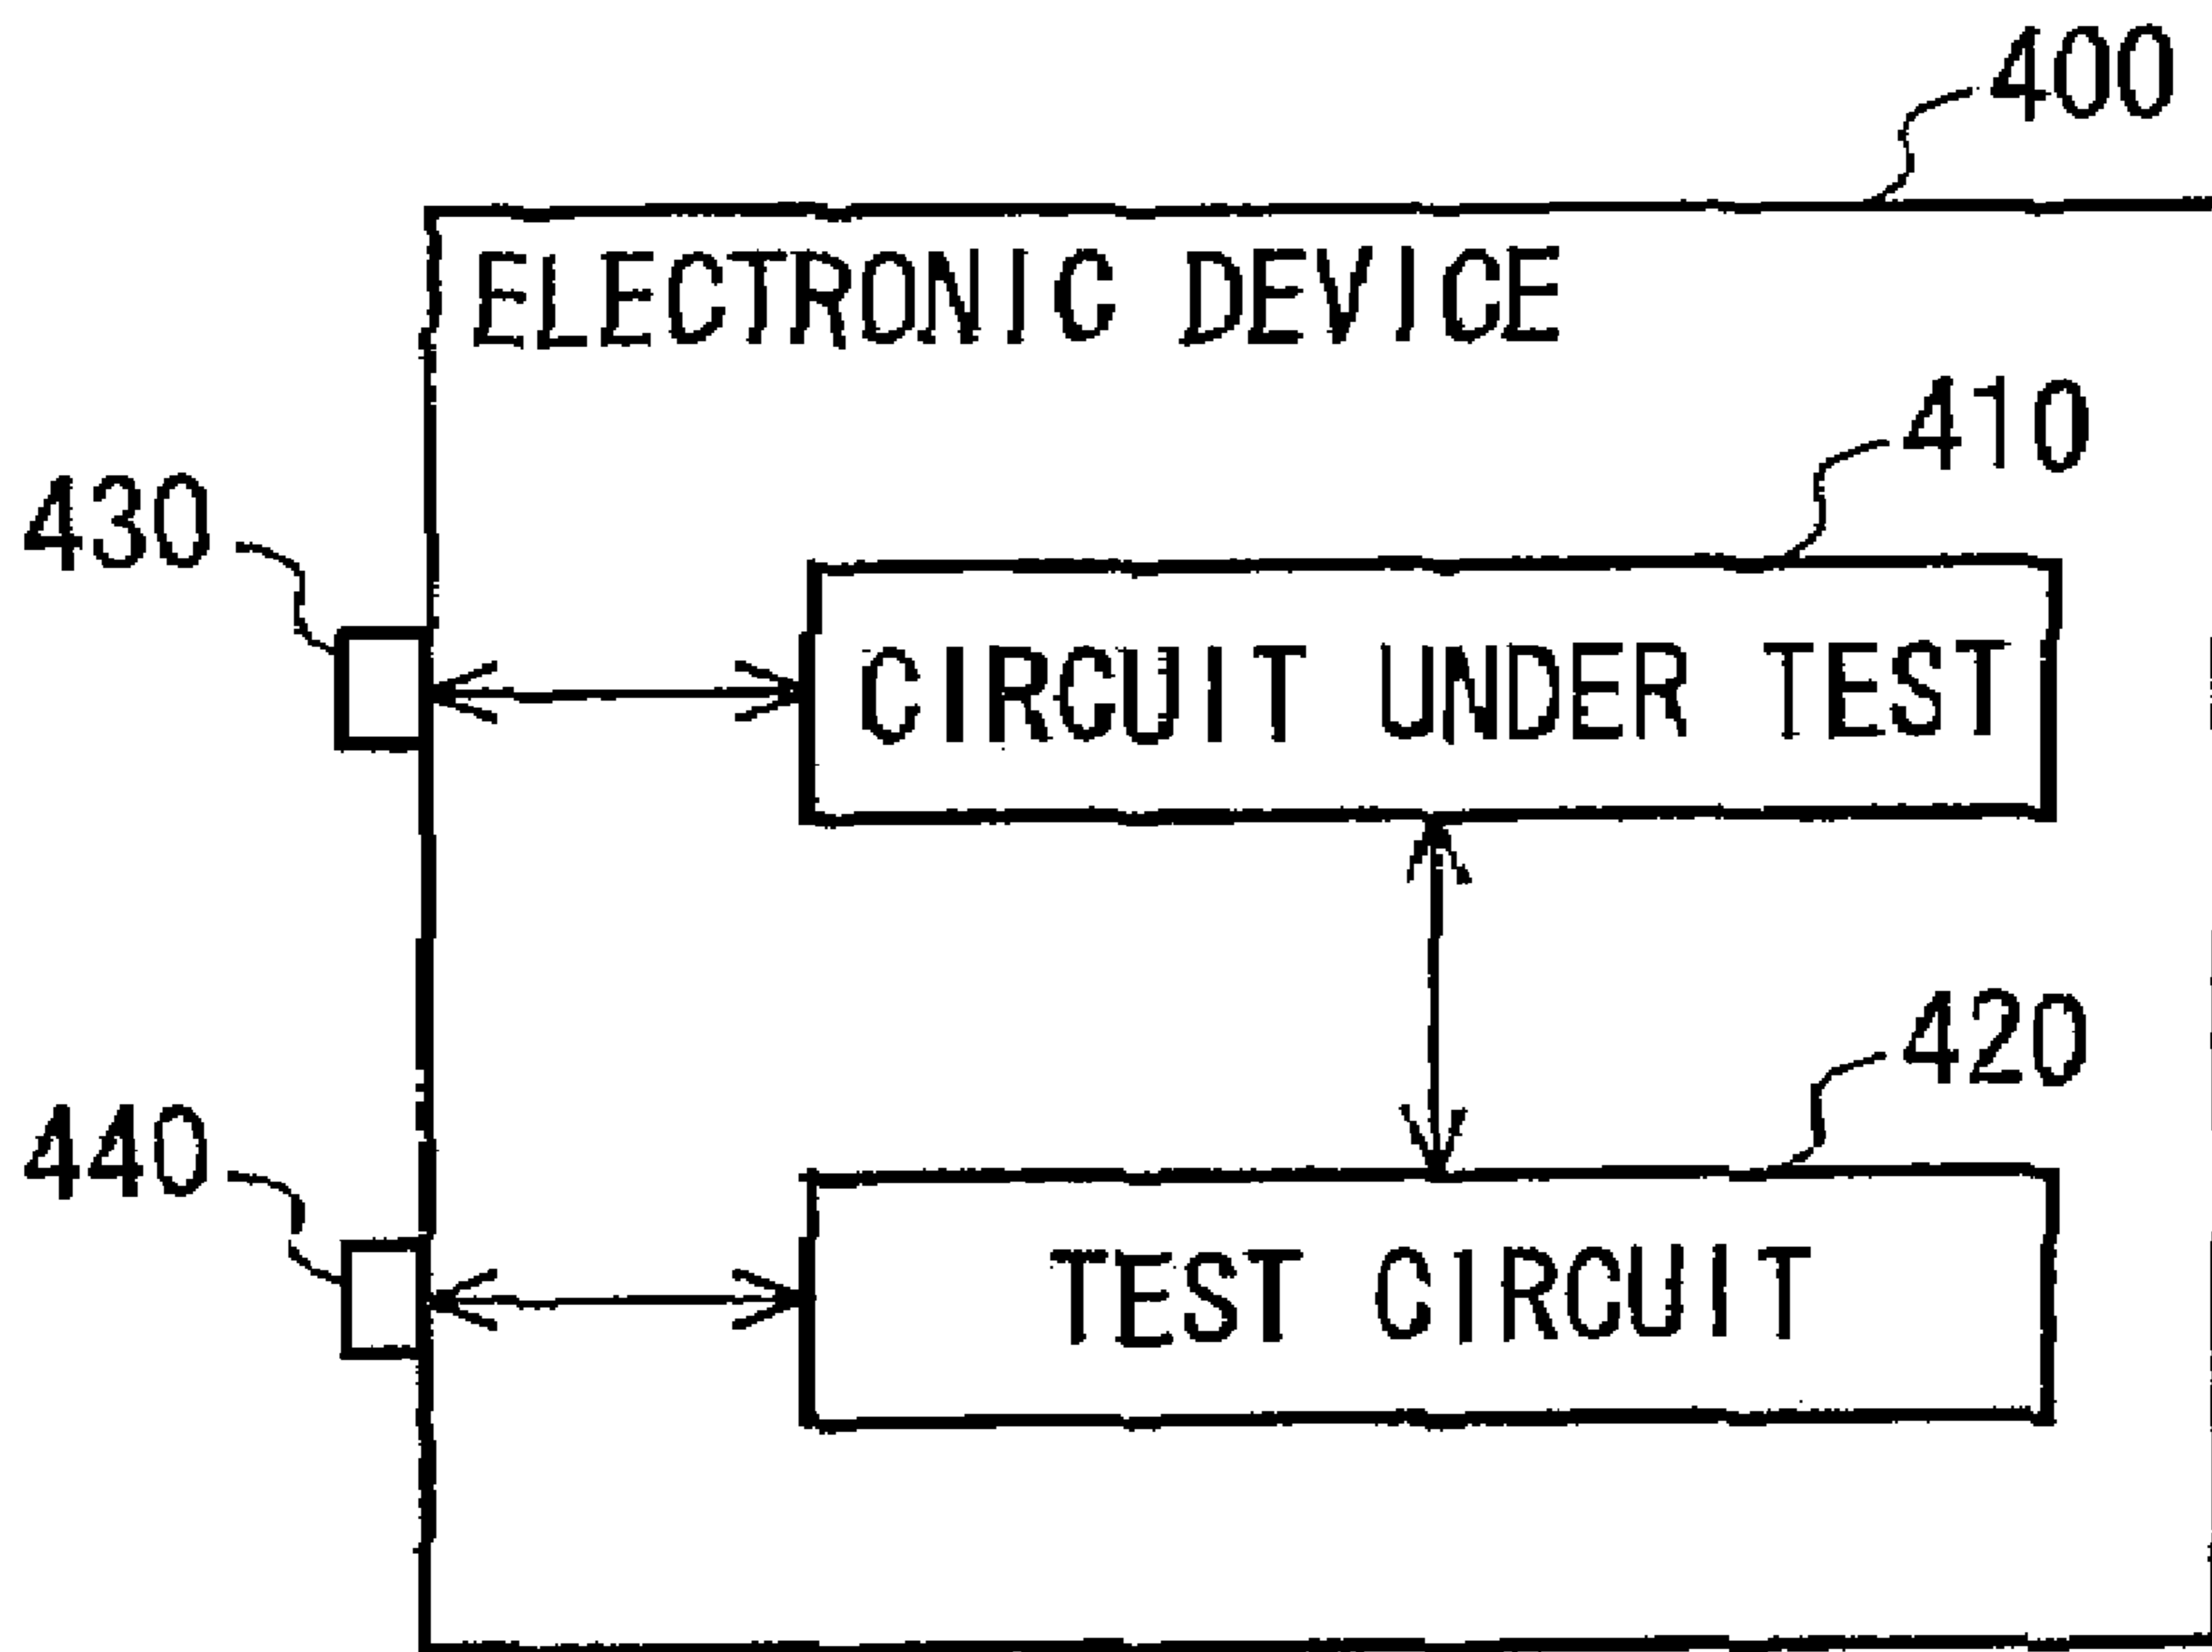 400
ELECTRONIC DEVICE
410
430
CIRCUIT UNDER TEST
420
440
TEST CIRCUIT